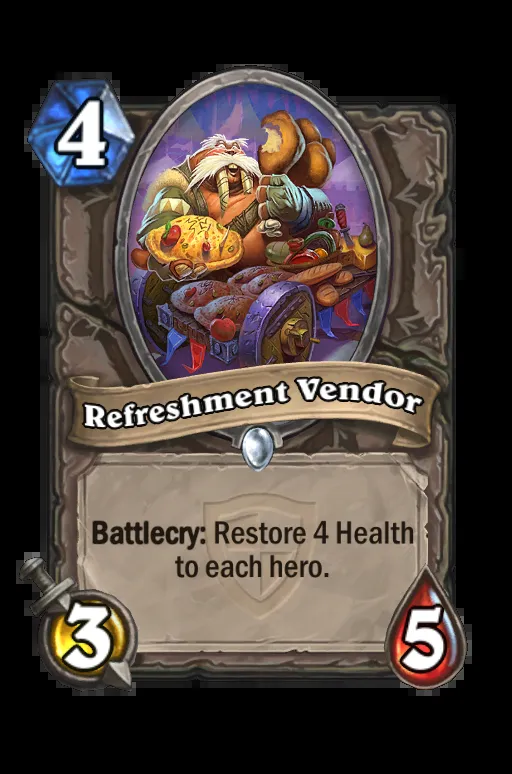 4
Refreshment Vendor
Battlecry: Restore 4 Health
to each hero.
3
5